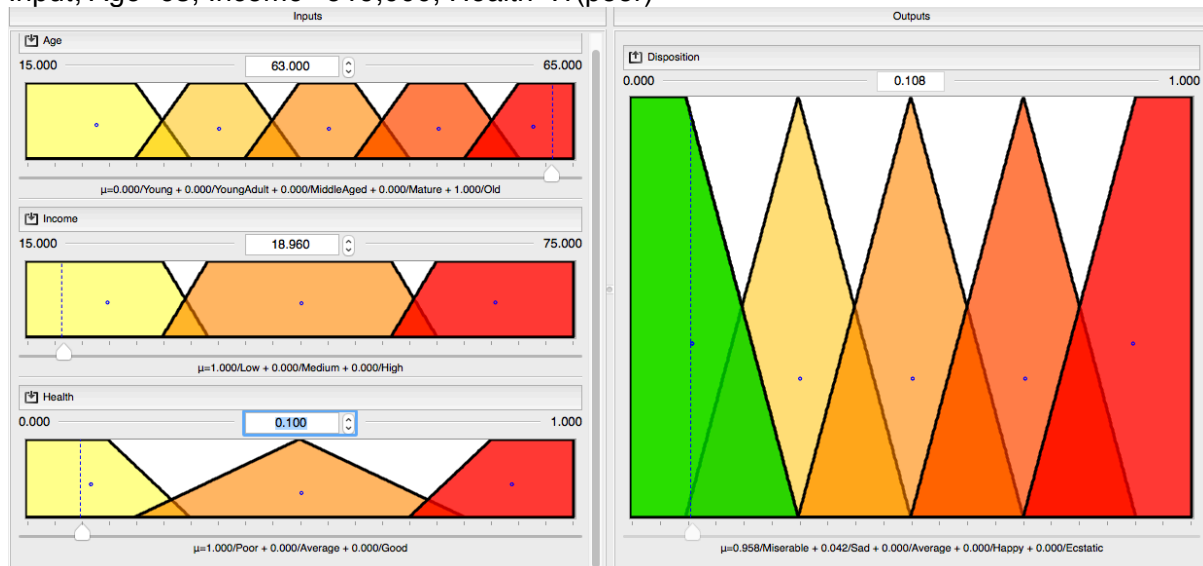 Inputs
Age
15.000 63.000 65.000
μ=0.000/Young + 0.000/YoungAdult + 0.000/MiddleAged + 0.000/Mature + 1.000/Old
Income
15.000 18.960 75.000
μ=1.000/Low + 0.000/Medium + 0.000/High
Health
0.000 0.100 1.000
μ=1.000/Poor + 0.000/Average + 0.000/Good
Outputs
Disposition
0.000 0.108 1.000
μ=0.958/Miserable + 0.042/Sad + 0.000/Average + 0.000/Happy + 0.000/Ecstatic